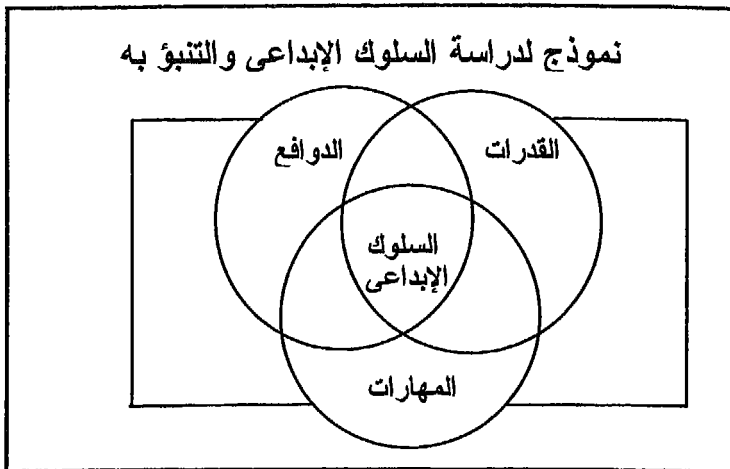 نموذج لدراسة السلوك الإبداعى والتنبؤ به
القدرات
الدوافع
السلوك
الإبداعى
المهارات